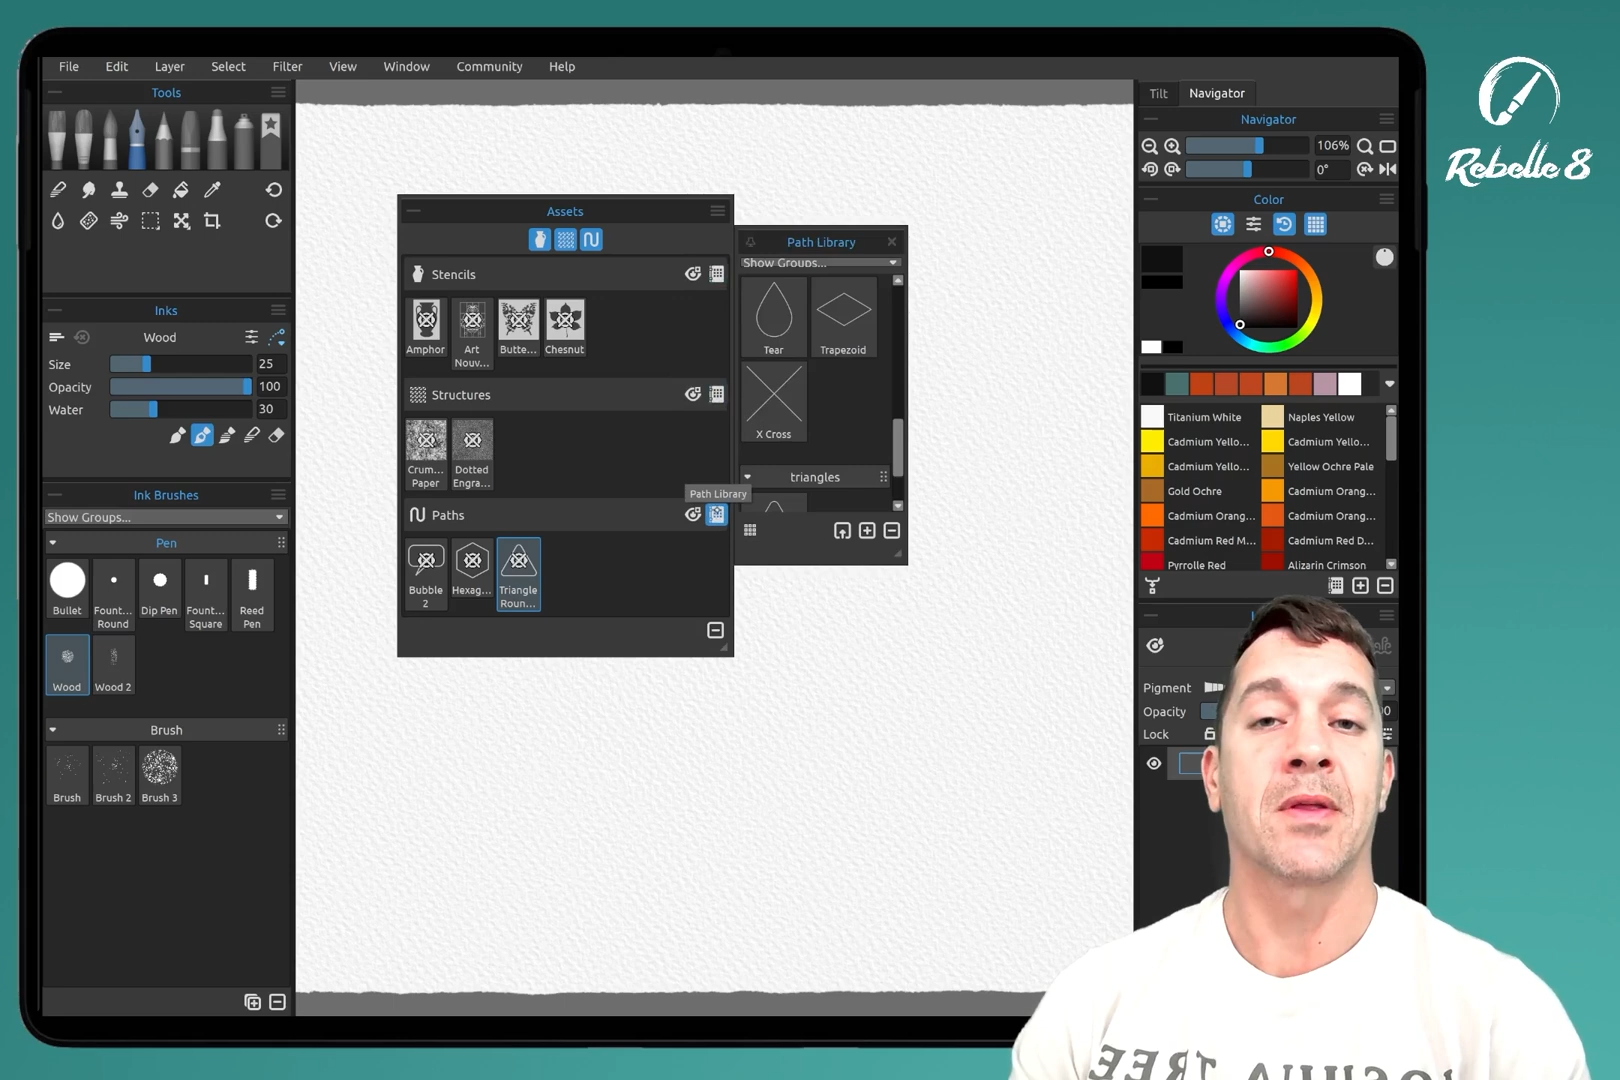 File Edit Layer Select Filter View Window Community Help
Rebelle 8
Tools
Inks
Wood
Size 25
Opacity 100
Water 30
Ink Brushes
Show Groups...
Pen
Bullet
Fount... Round
Dip Pen
Fount... Square
Reed Pen
Wood
Wood 2
Brush
Brush
Brush 2
Brush 3
Assets
Stencils
Amphor
Art Nouv...
Butte...
Chesnut
Structures
Crum... Paper
Dotted Engra...
Path Library
Paths
Bubble 2
Hexag...
Triangle Roun...
Path Library
Show Groups...
Tear
Trapezoid
X Cross
triangles
Tilt Navigator
Navigator
106%
0°
Color
Titanium White
Naples Yellow
Cadmium Yello...
Cadmium Yello...
Cadmium Yello...
Yellow Ochre Pale
Gold Ochre
Cadmium Orang...
Cadmium Orang...
Cadmium Orang...
Cadmium Red M...
Cadmium Red D...
Pyrrolle Red
Alizarin Crimson
Pigment
Opacity
Lock
TREE